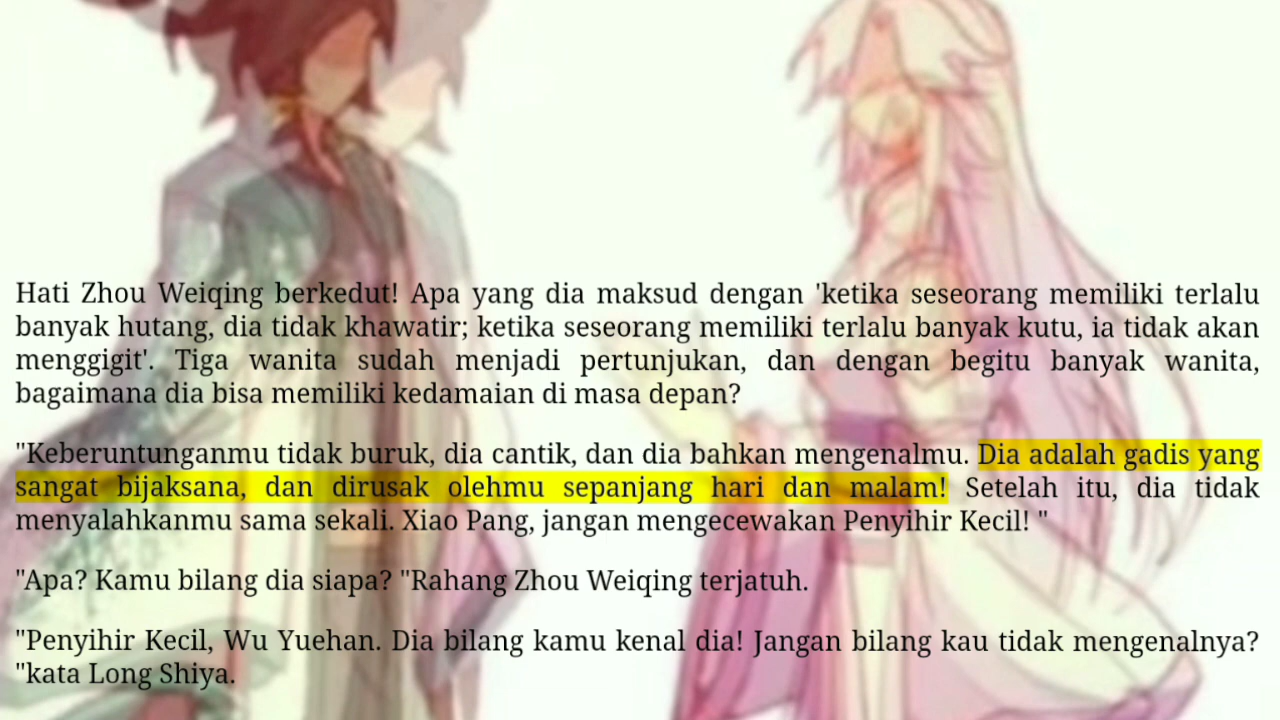 Hati Zhou Weiqing berkedut! Apa yang dia maksud dengan 'ketika seseorang memiliki terlalu
banyak hutang, dia tidak khawatir; ketika seseorang memiliki terlalu banyak kutu, ia tidak akan
menggigit'. Tiga wanita sudah menjadi pertunjukan, dan dengan begitu banyak wanita,
bagaimana dia bisa memiliki kedamaian di masa depan?
"Keberuntunganmu tidak buruk, dia cantik, dan dia bahkan mengenalmu. Dia adalah gadis yang
sangat bijaksana, dan dirusak olehmu sepanjang hari dan malam! Setelah itu, dia tidak
menyalahkanmu sama sekali. Xiao Pang, jangan mengecewakan Penyihir Kecil! "
"Apa? Kamu bilang dia siapa? "Rahang Zhou Weiqing terjatuh.
"Penyihir Kecil, Wu Yuehan. Dia bilang kamu kenal dia! Jangan bilang kau tidak mengenalnya?
"kata Long Shiya.